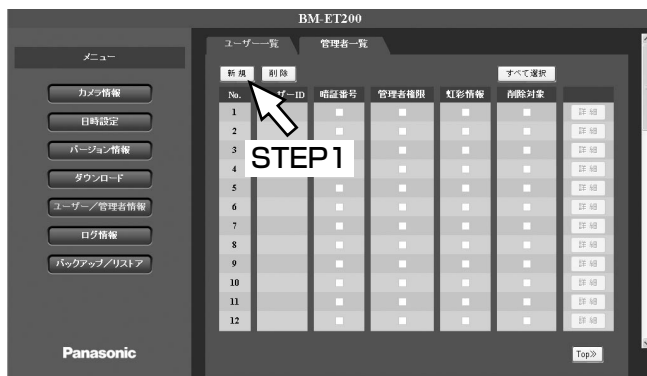 BM-ET200
メニュー
カメラ情報
日時設定
バージョン情報
ダウンロード
ユーザー／管理者情報
ログ情報
バックアップ／リストア
Panasonic
ユーザー一覧 管理者一覧
新規 削除 すべて選択
No. ーザーID 暗証番号 管理者権限 虹彩情報 削除対象
1 詳細
2 詳細
3 詳細
STEP1
4 詳細
5 詳細
6 詳細
7 詳細
8 詳細
9 詳細
10 詳細
11 詳細
12 詳細
Top≫